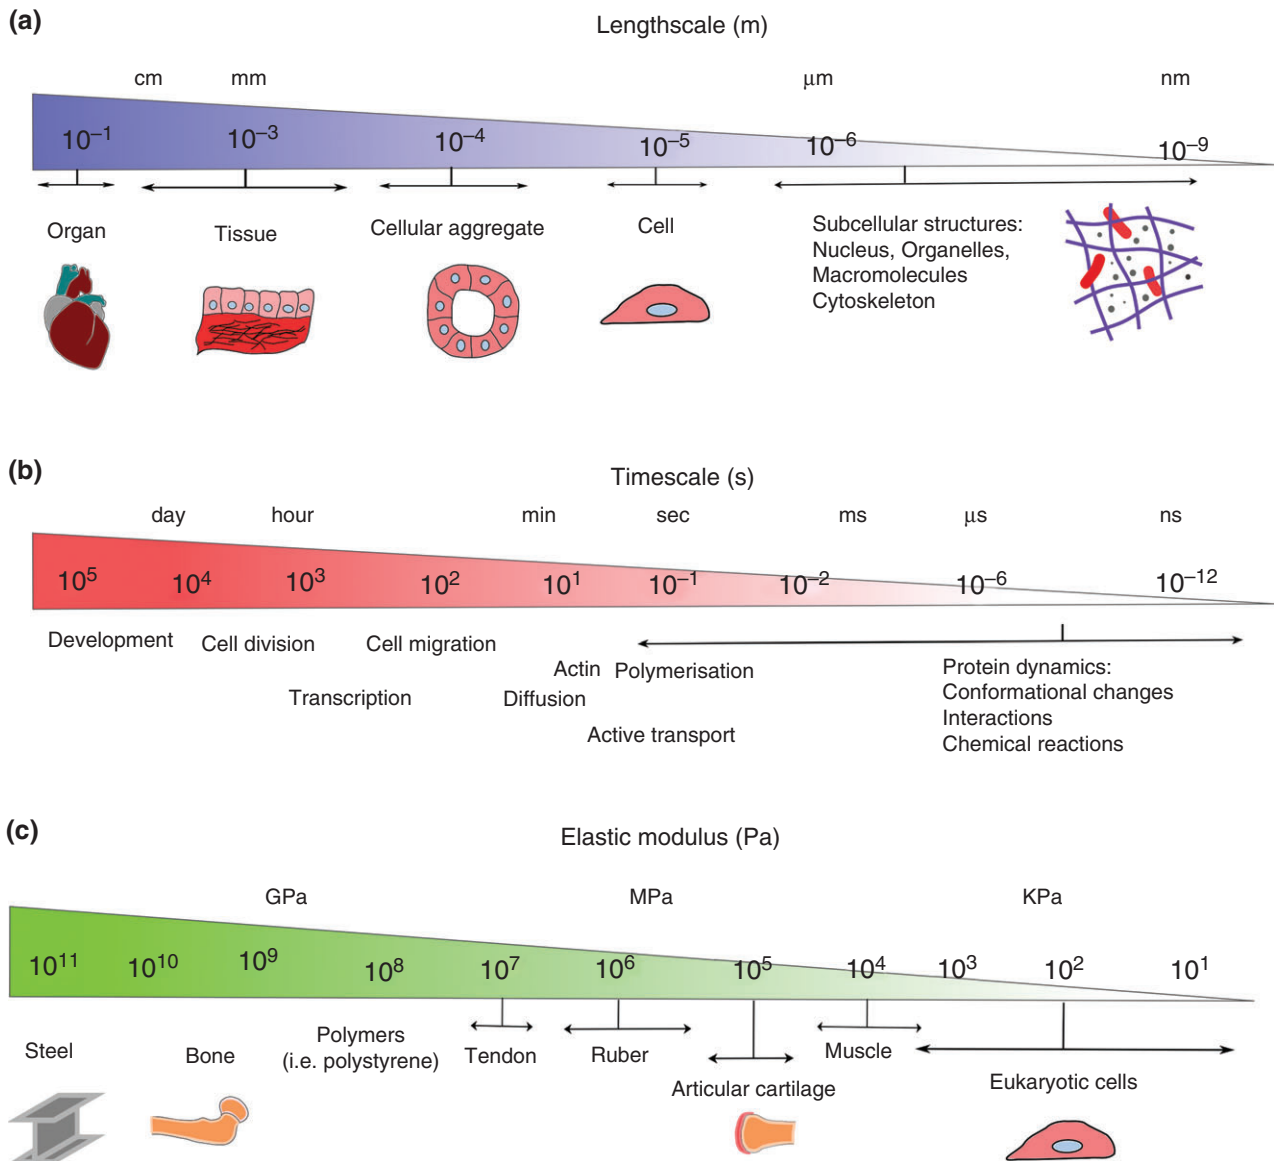 (a)
Lengthscale (m)
cm mm μm nm
10⁻¹ 10⁻³ 10⁻⁴ 10⁻⁵ 10⁻⁶ 10⁻⁹
Organ
Tissue
Cellular aggregate
Cell
Subcellular structures:
Nucleus, Organelles,
Macromolecules
Cytoskeleton
(b)
Timescale (s)
day hour min sec ms μs ns
10⁵ 10⁴ 10³ 10² 10¹ 10⁻¹ 10⁻² 10⁻⁶ 10⁻¹²
Development
Cell division
Cell migration
Actin Polymerisation
Transcription
Diffusion
Active transport
Protein dynamics:
Conformational changes
Interactions
Chemical reactions
(c)
Elastic modulus (Pa)
GPa MPa KPa
10¹¹ 10¹⁰ 10⁹ 10⁸ 10⁷ 10⁶ 10⁵ 10⁴ 10³ 10² 10¹
Steel
Bone
Polymers
(i.e. polystyrene)
Tendon
Ruber
Articular cartilage
Muscle
Eukaryotic cells